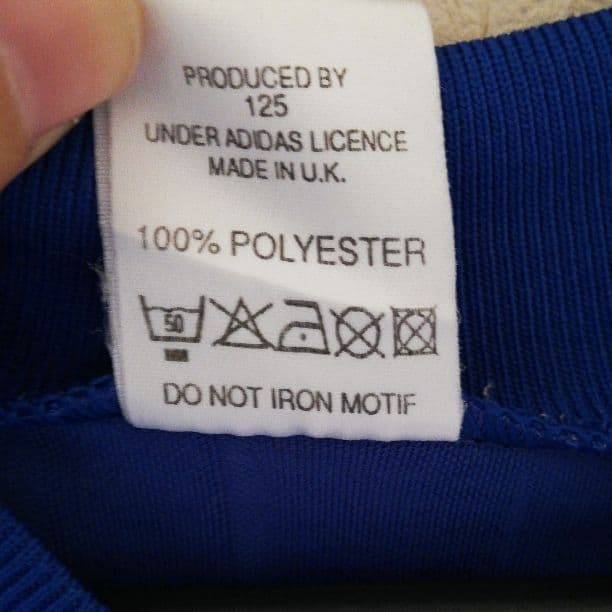 PRODUCED BY
125
UNDER ADIDAS LICENCE
MADE IN U.K.
100% POLYESTER
50
DO NOT IRON MOTIF